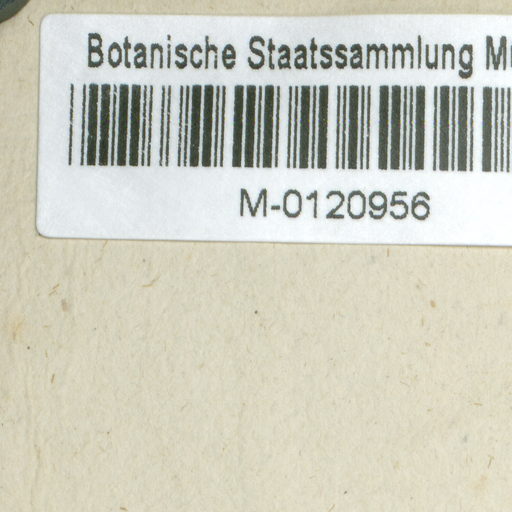 Botanische Staatssammlung
M-0120956